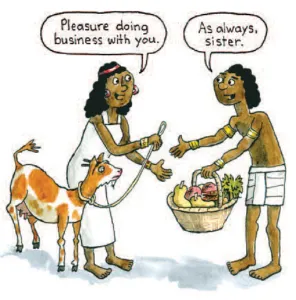 Pleasure doing
business with you.
As always,
sister.